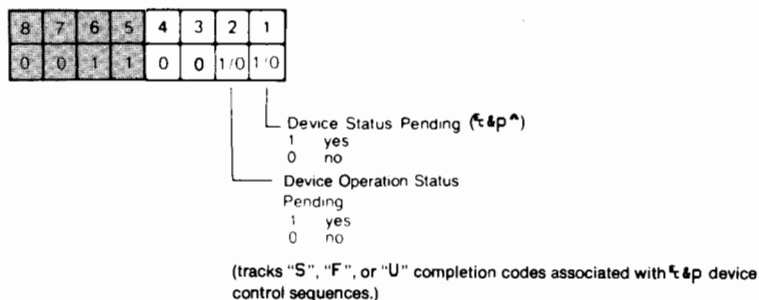 8 7 6 5 4 3 2 1
0 0 1 1 0 0 1/0 1/0
Device Status Pending (␛&p^)
1 yes
0 no
Device Operation Status
Pending
1 yes
0 no
(tracks "S", "F", or "U" completion codes associated with ␛&p device
control sequences.)